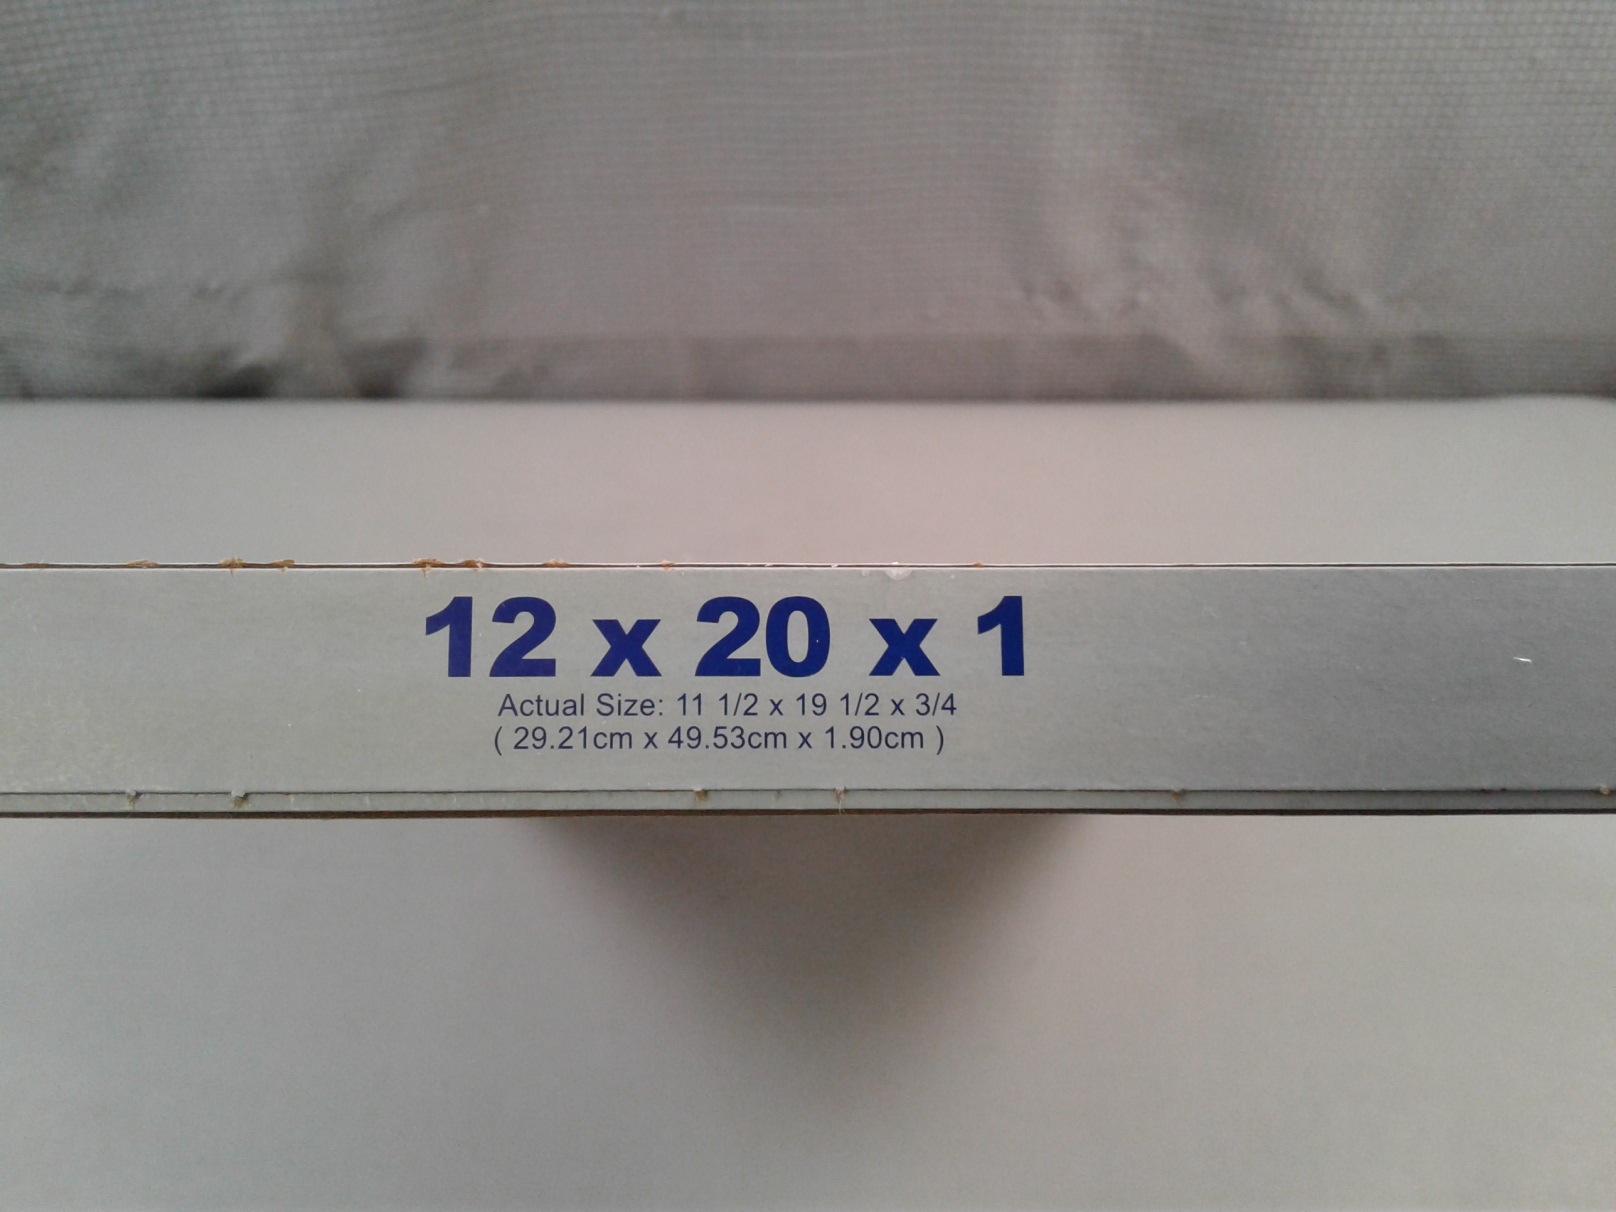 12 x 20 x 1
Actual Size: 11 1/2 x 19 1/2 x 3/4
( 29.21cm x 49.53cm x 1.90cm )